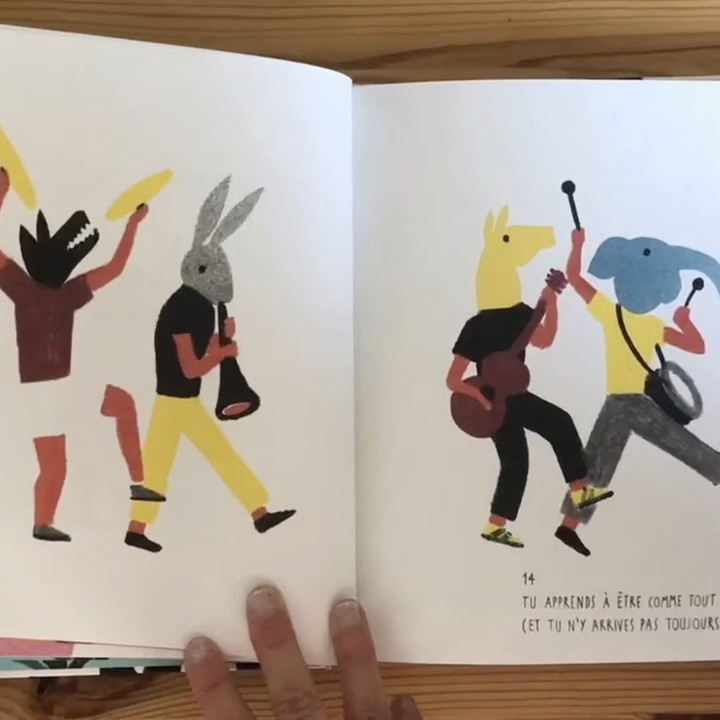 14
TU APPRENDS À ÊTRE COMME TOUT
(ET TU N'Y ARRIVES PAS TOUJOURS